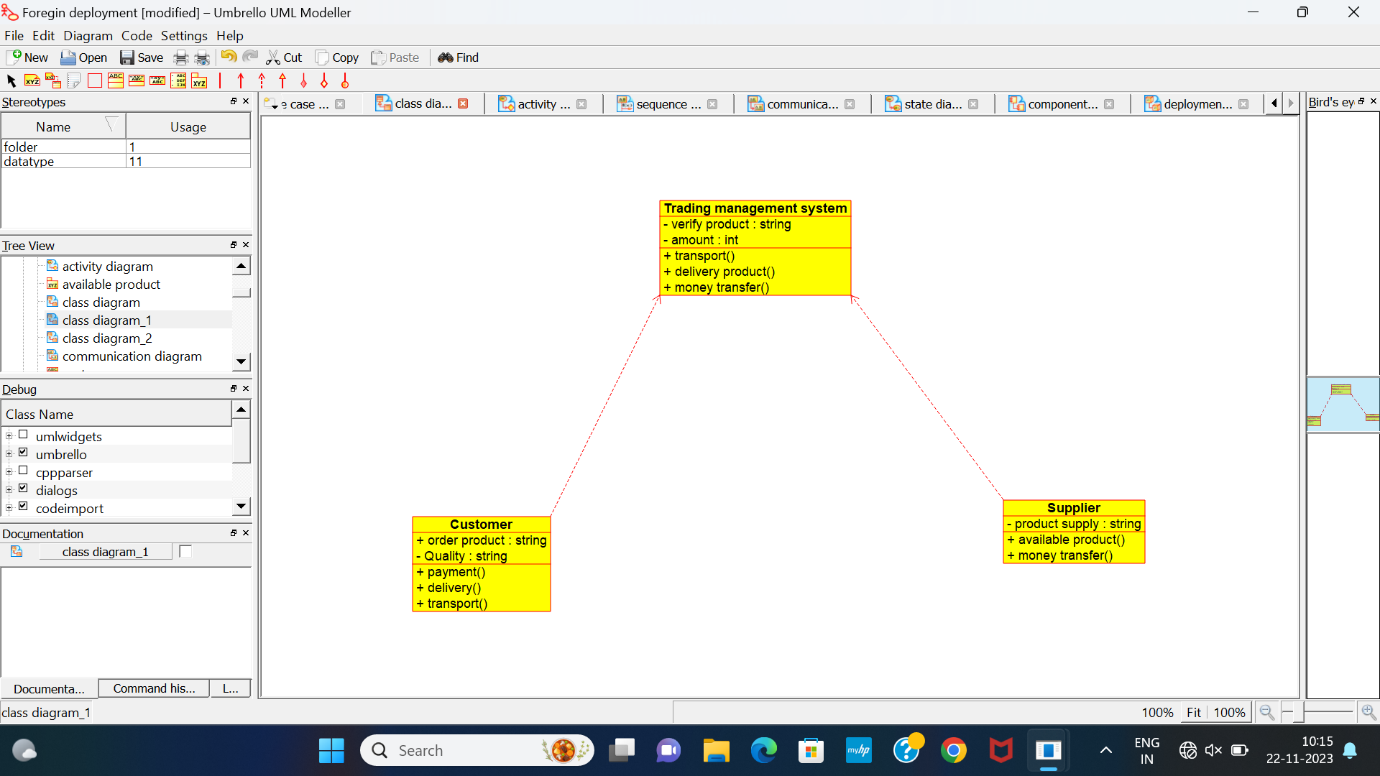 Foregin deployment [modified] – Umbrello UML Modeller
File Edit Diagram Code Settings Help
New Open Save Cut Copy Paste Find
Stereotypes
Name Usage
folder 1
datatype 11
Tree View
activity diagram
available product
class diagram
class diagram_1
class diagram_2
communication diagram
Debug
Class Name
umlwidgets
umbrello
cppparser
dialogs
codeimport
Documentation
class diagram_1
Documenta... Command his... L...
class diagram_1
e case ... class dia... activity ... sequence ... communica... state dia... component... deploymen...
Trading management system
- verify product : string
- amount : int
+ transport()
+ delivery product()
+ money transfer()
Customer
+ order product : string
- Quality : string
+ payment()
+ delivery()
+ transport()
Supplier
- product supply : string
+ available product()
+ money transfer()
Bird's ey
100% Fit 100%
Search
ENG
IN
10:15
22-11-2023